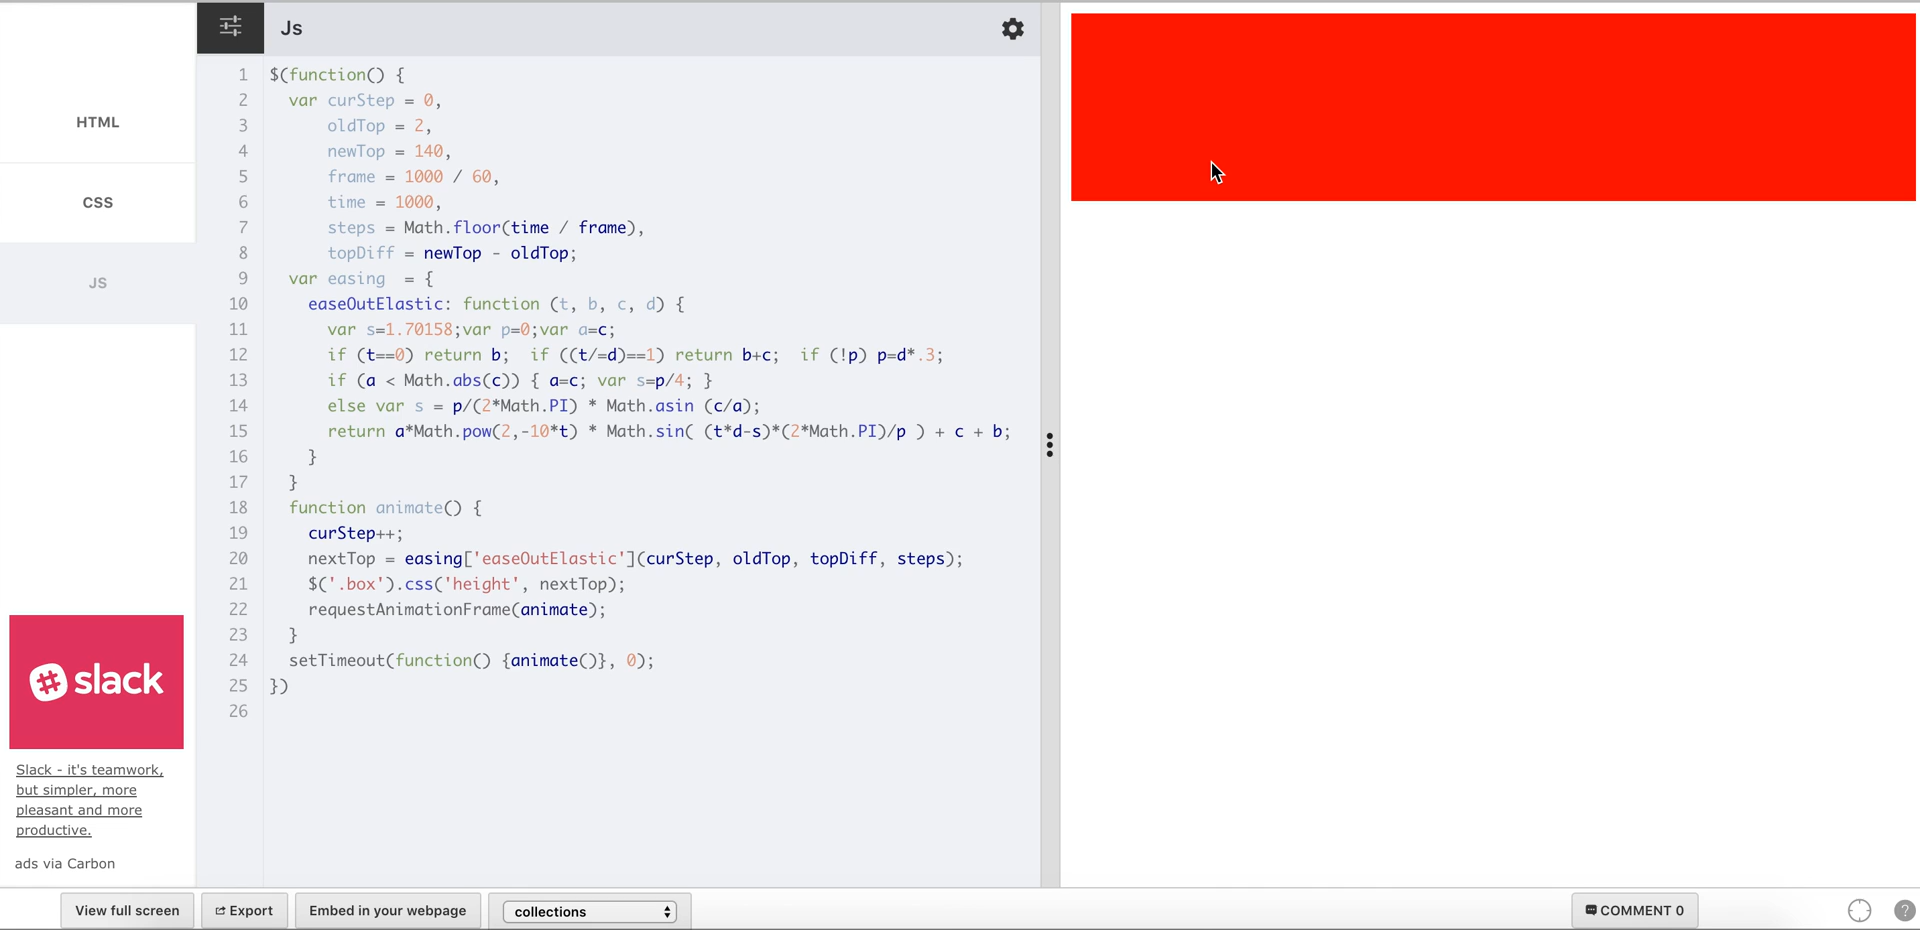 HTML
CSS
JS
slack
Slack - it's teamwork,
but simpler, more
pleasant and more
productive.
ads via Carbon
Js
1 $(function() {
2   var curStep = 0,
3       oldTop = 2,
4       newTop = 140,
5       frame = 1000 / 60,
6       time = 1000,
7       steps = Math.floor(time / frame),
8       topDiff = newTop - oldTop;
9   var easing  = {
10     easeOutElastic: function (t, b, c, d) {
11       var s=1.70158;var p=0;var a=c;
12       if (t==0) return b;  if ((t/=d)==1) return b+c;  if (!p) p=d*.3;
13       if (a < Math.abs(c)) { a=c; var s=p/4; }
14       else var s = p/(2*Math.PI) * Math.asin (c/a);
15       return a*Math.pow(2,-10*t) * Math.sin( (t*d-s)*(2*Math.PI)/p ) + c + b;
16     }
17   }
18   function animate() {
19     curStep++;
20     nextTop = easing['easeOutElastic'](curStep, oldTop, topDiff, steps);
21     $('.box').css('height', nextTop);
22     requestAnimationFrame(animate);
23   }
24   setTimeout(function() {animate()}, 0);
25 })
26
View full screen
Export
Embed in your webpage
collections
COMMENT 0
?